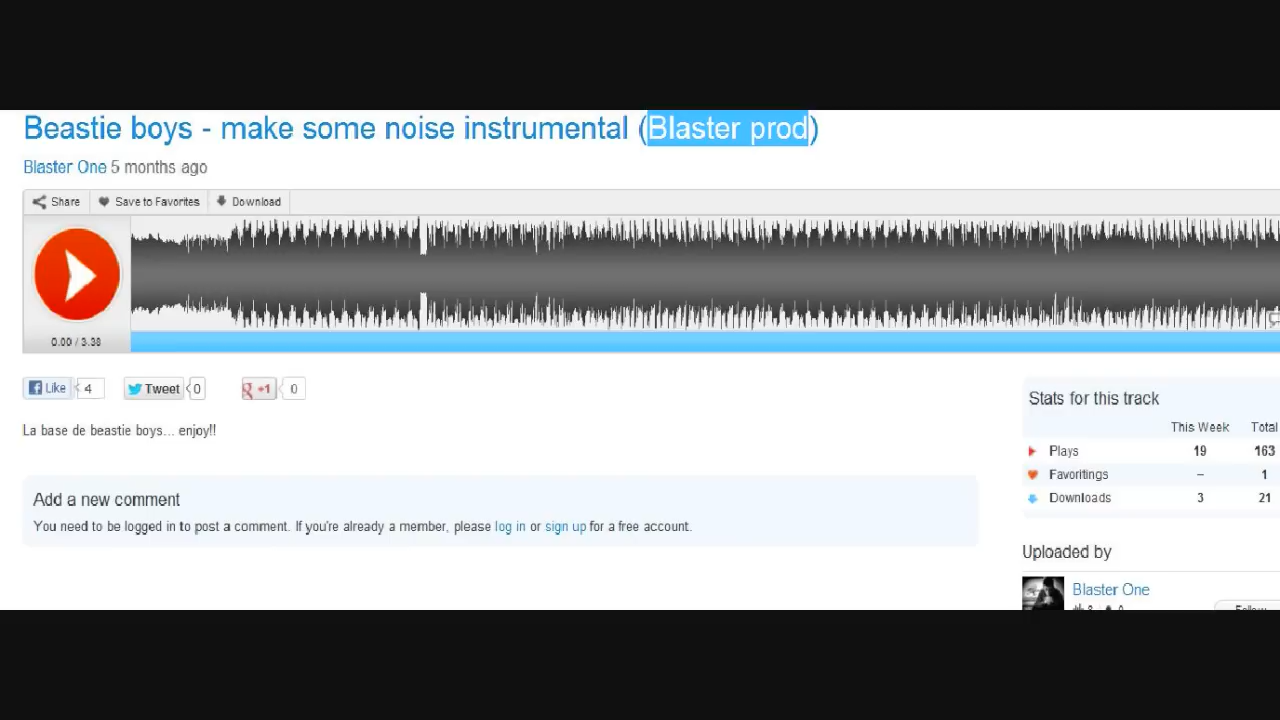 Beastie boys - make some noise instrumental (Blaster prod)
Blaster One 5 months ago
Share Save to Favorites Download
0.00 / 3.38
Like 4 Tweet 0 +1 0
La base de beastie boys... enjoy!!
Add a new comment
You need to be logged in to post a comment. If you're already a member, please log in or sign up for a free account.
Stats for this track
This Week Total
Plays 19 163
Favoritings – 1
Downloads 3 21
Uploaded by
Blaster One